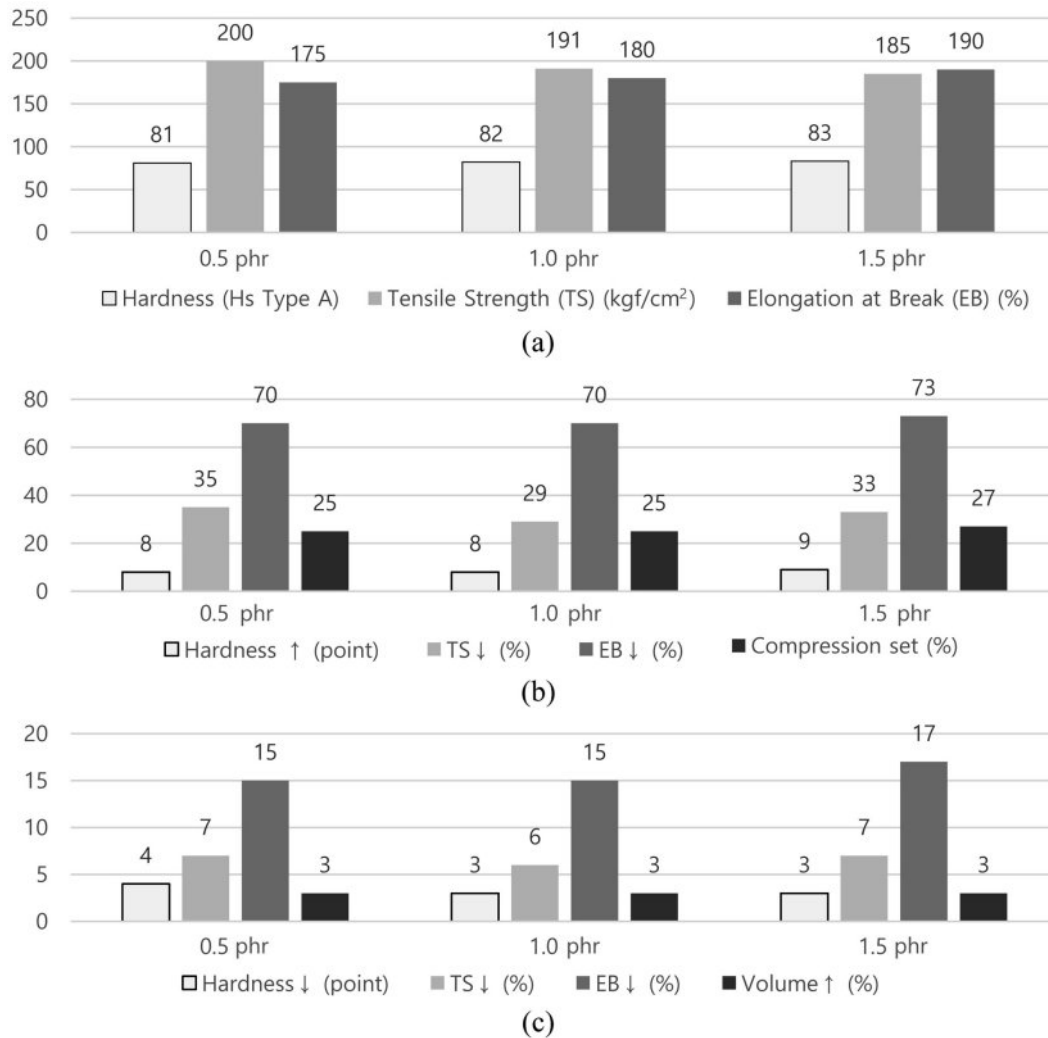 250
200
150
100
50
0
81 200 175
82 191 180
83 185 190
0.5 phr 1.0 phr 1.5 phr
Hardness (Hs Type A) Tensile Strength (TS) (kgf/cm²) Elongation at Break (EB) (%)
(a)
80
60
40
20
0
8 35 70 25
8 29 70 25
9 33 73 27
0.5 phr 1.0 phr 1.5 phr
Hardness ↑ (point) TS↓ (%) EB↓ (%) Compression set (%)
(b)
20
15
10
5
0
4 7 15 3
3 6 15 3
3 7 17 3
0.5 phr 1.0 phr 1.5 phr
Hardness↓ (point) TS↓ (%) EB↓ (%) Volume↑ (%)
(c)